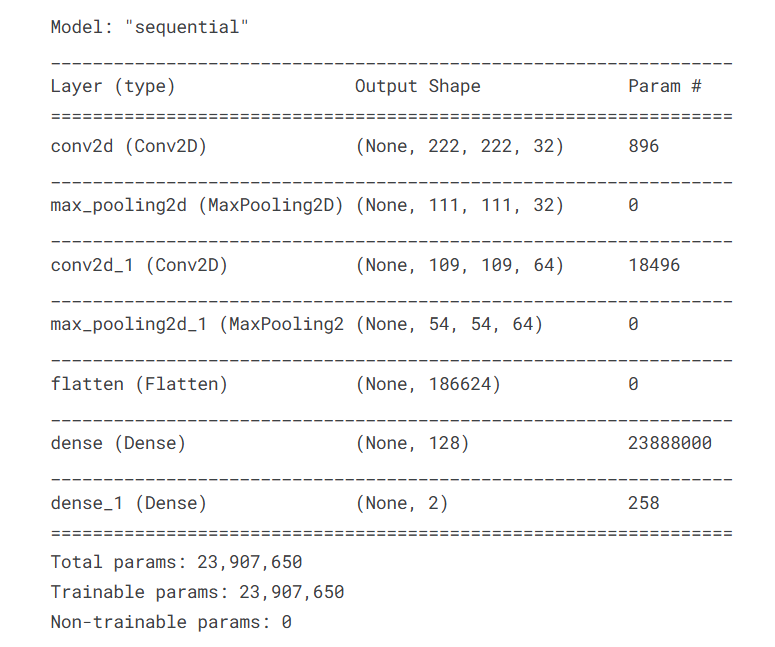 Model: "sequential"
_________________________________________________________________
Layer (type)                 Output Shape              Param #
=================================================================
conv2d (Conv2D)              (None, 222, 222, 32)      896
_________________________________________________________________
max_pooling2d (MaxPooling2D) (None, 111, 111, 32)      0
_________________________________________________________________
conv2d_1 (Conv2D)            (None, 109, 109, 64)      18496
_________________________________________________________________
max_pooling2d_1 (MaxPooling2 (None, 54, 54, 64)        0
_________________________________________________________________
flatten (Flatten)            (None, 186624)            0
_________________________________________________________________
dense (Dense)                (None, 128)               23888000
_________________________________________________________________
dense_1 (Dense)              (None, 2)                 258
=================================================================
Total params: 23,907,650
Trainable params: 23,907,650
Non-trainable params: 0